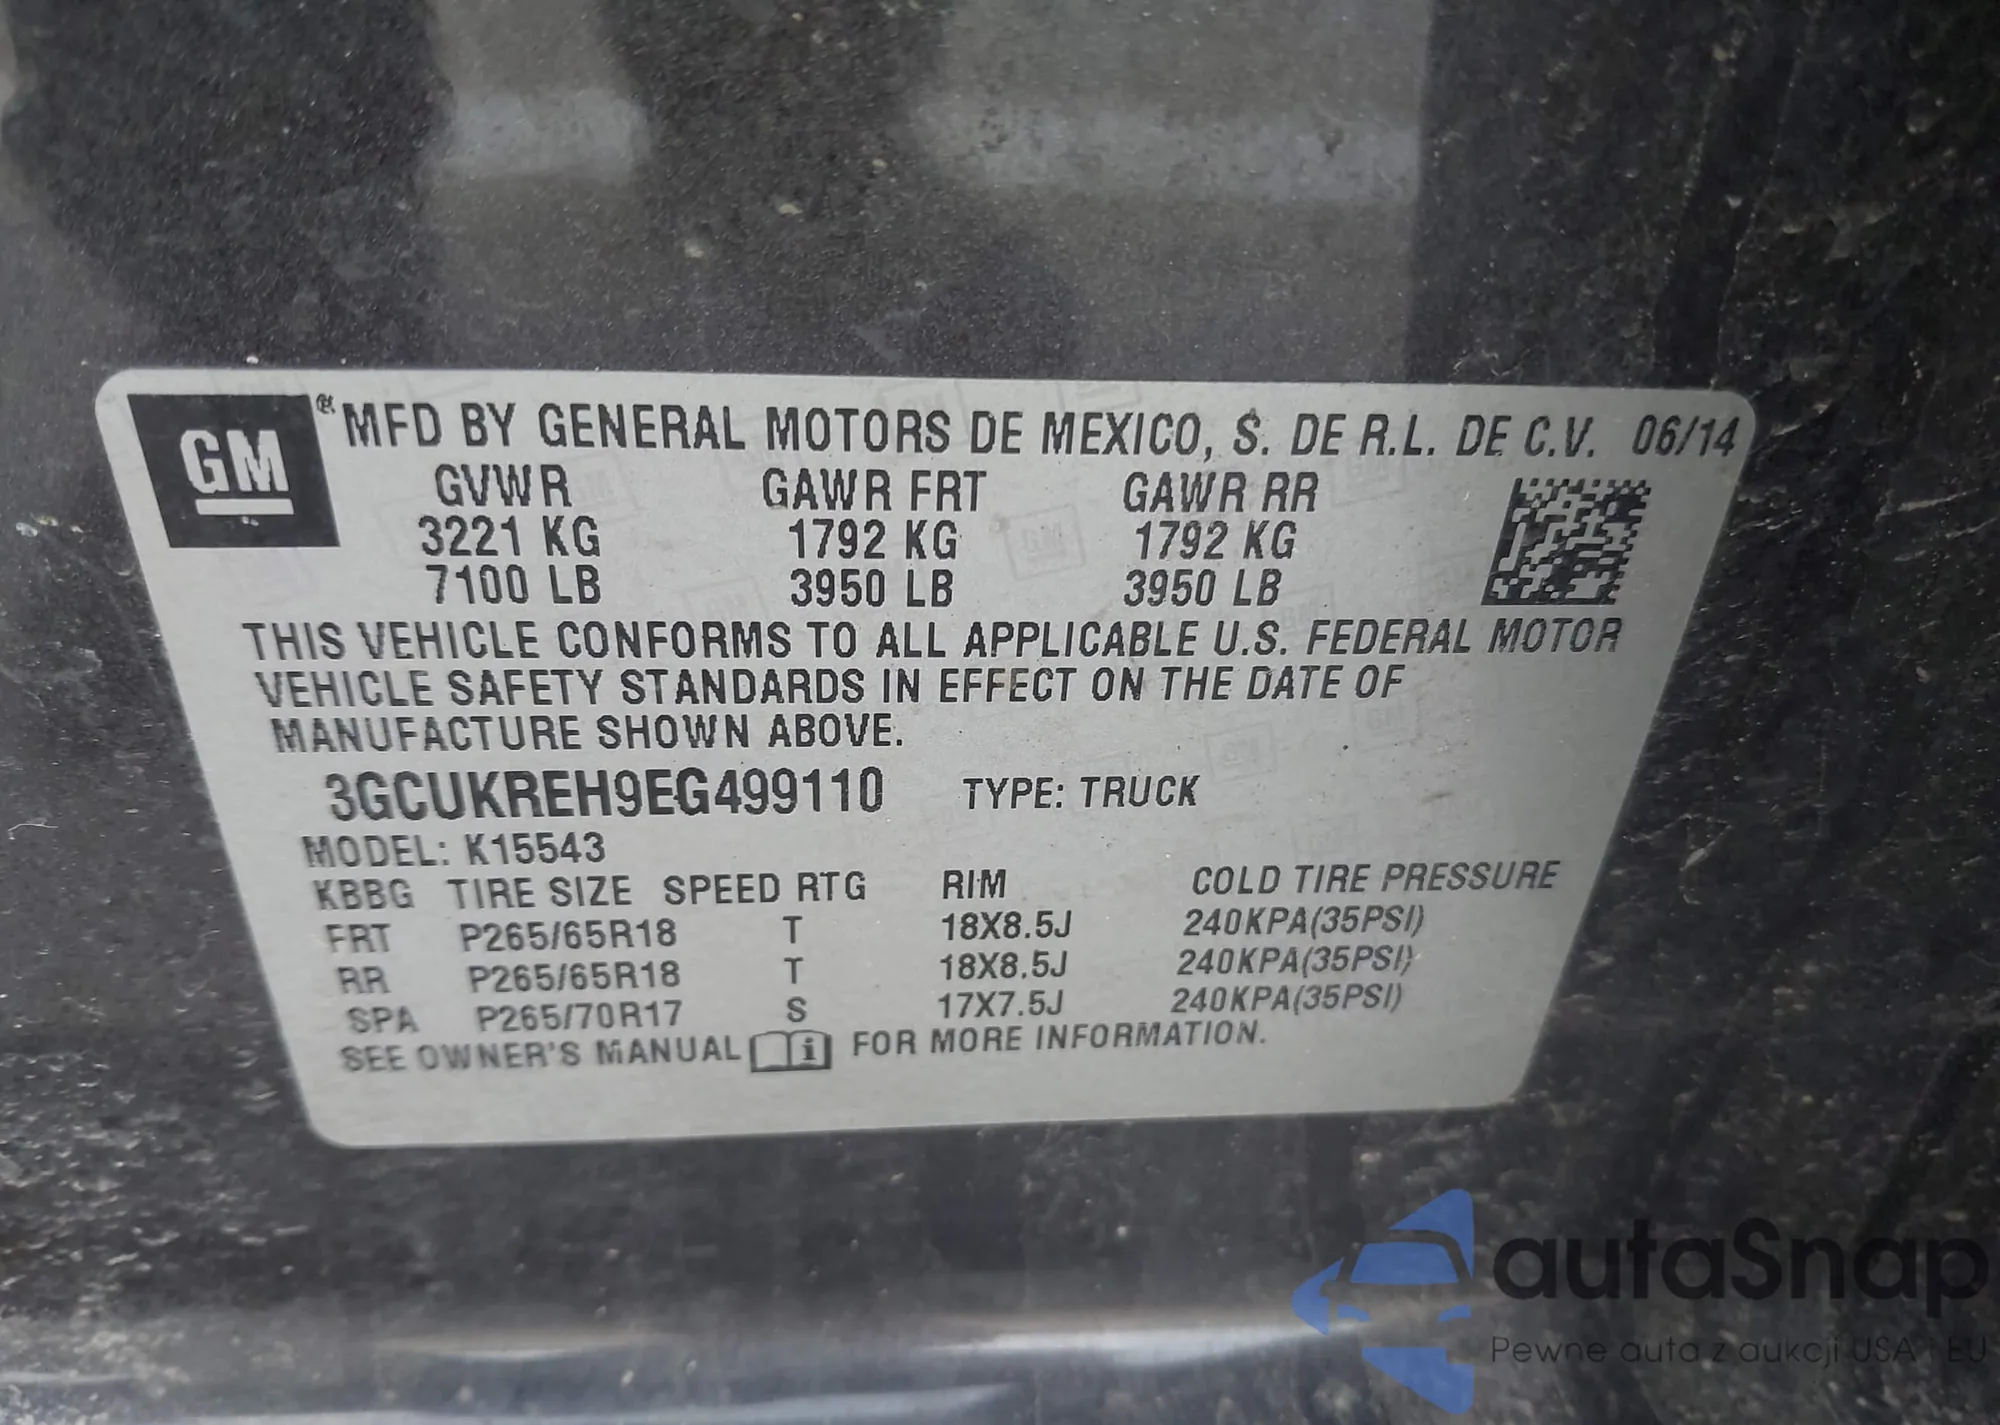 GM ® MFD BY GENERAL MOTORS DE MEXICO, S. DE R.L. DE C.V. 06/14
GVWR GAWR FRT GAWR RR
3221 KG 1792 KG 1792 KG
7100 LB 3950 LB 3950 LB
THIS VEHICLE CONFORMS TO ALL APPLICABLE U.S. FEDERAL MOTOR
VEHICLE SAFETY STANDARDS IN EFFECT ON THE DATE OF
MANUFACTURE SHOWN ABOVE.
3GCUKREH9EG499110 TYPE: TRUCK
MODEL: K15543
KBBG TIRE SIZE SPEED RTG RIM COLD TIRE PRESSURE
FRT P265/65R18 T 18X8.5J 240KPA(35PSI)
RR P265/65R18 T 18X8.5J 240KPA(35PSI)
SPA P265/70R17 S 17X7.5J 240KPA(35PSI)
SEE OWNER'S MANUAL i FOR MORE INFORMATION.
autaSnap
Pewne auta z aukcji USA i EU